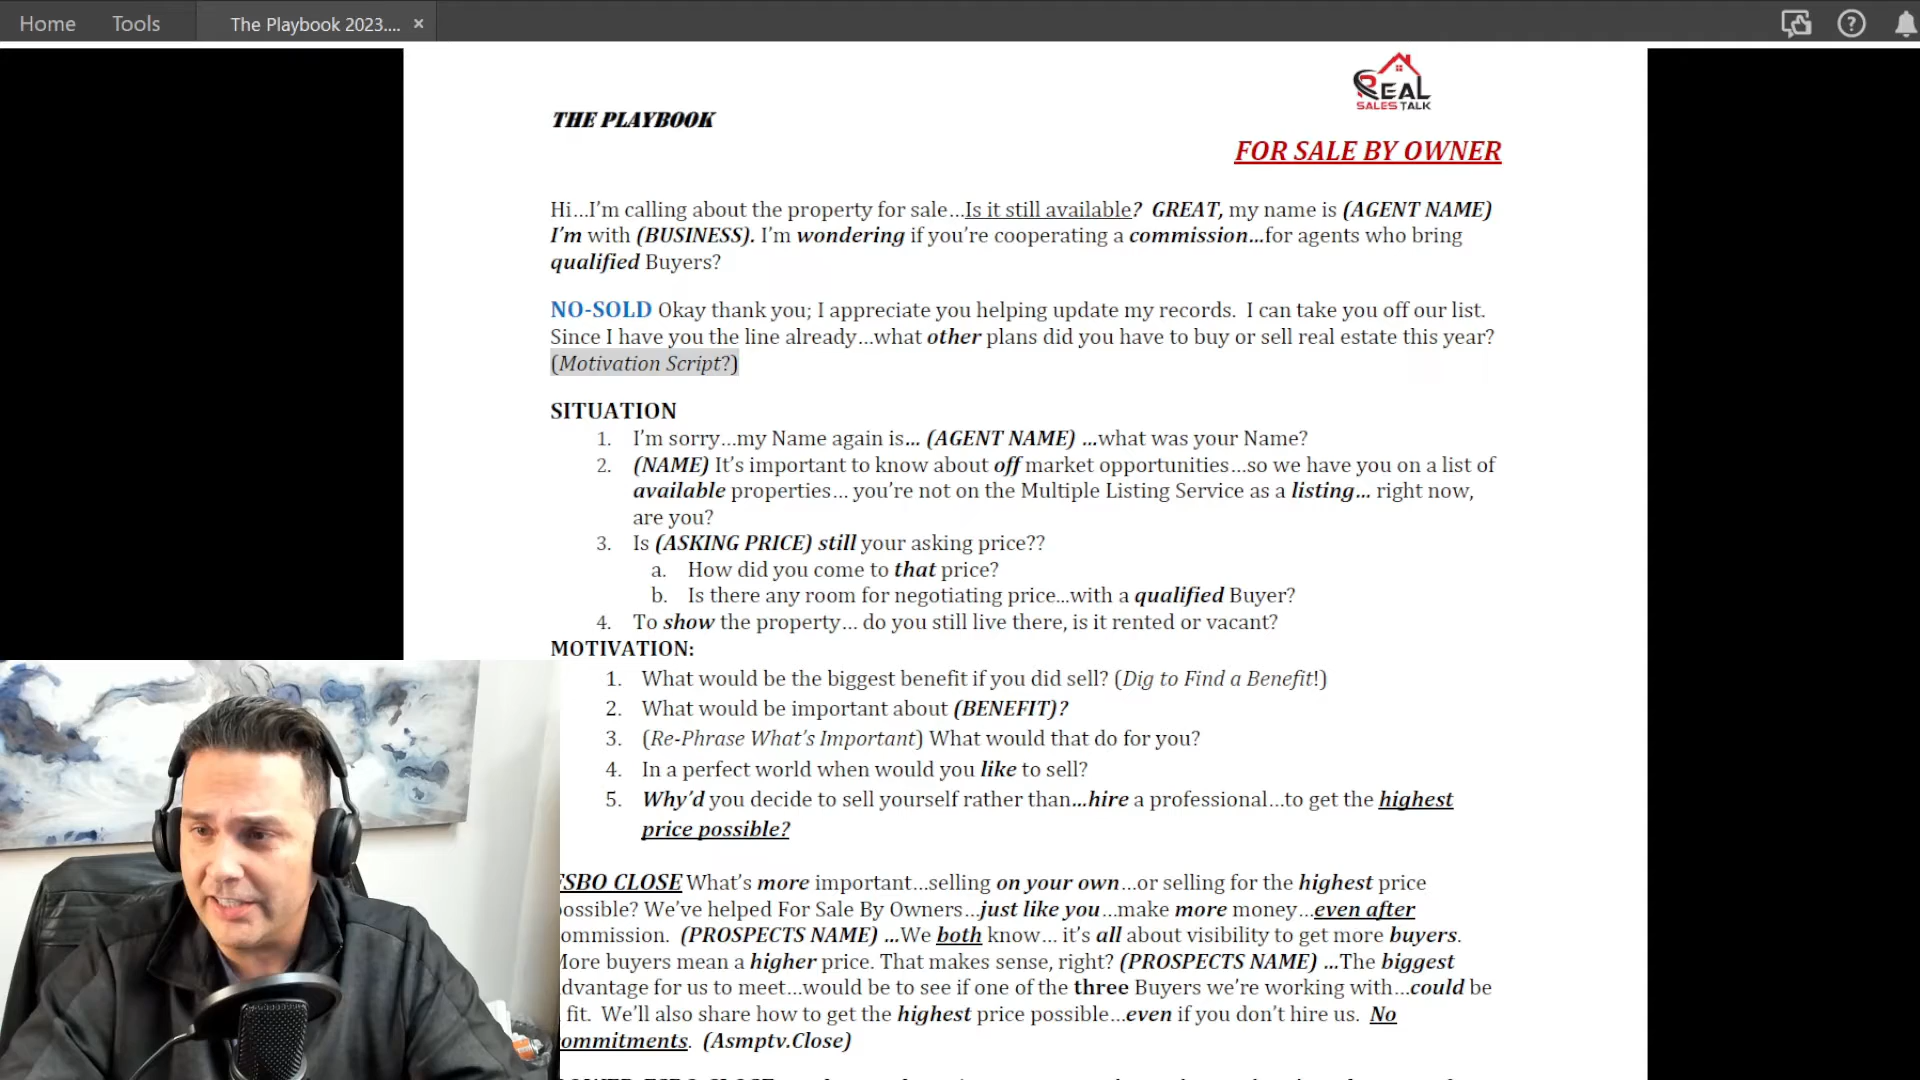 Home Tools The Playbook 2023.... ×
REAL
SALES TALK
THE PLAYBOOK
FOR SALE BY OWNER
Hi...I'm calling about the property for sale...Is it still available? GREAT, my name is (AGENT NAME)
I'm with (BUSINESS). I'm wondering if you're cooperating a commission...for agents who bring
qualified Buyers?
NO-SOLD Okay thank you; I appreciate you helping update my records. I can take you off our list.
Since I have you the line already...what other plans did you have to buy or sell real estate this year?
(Motivation Script?)
SITUATION
1. I'm sorry...my Name again is... (AGENT NAME) ...what was your Name?
2. (NAME) It's important to know about off market opportunities...so we have you on a list of
available properties... you're not on the Multiple Listing Service as a listing... right now,
are you?
3. Is (ASKING PRICE) still your asking price??
a. How did you come to that price?
b. Is there any room for negotiating price...with a qualified Buyer?
4. To show the property... do you still live there, is it rented or vacant?
MOTIVATION:
1. What would be the biggest benefit if you did sell? (Dig to Find a Benefit!)
2. What would be important about (BENEFIT)?
3. (Re-Phrase What's Important) What would that do for you?
4. In a perfect world when would you like to sell?
5. Why'd you decide to sell yourself rather than...hire a professional...to get the highest
price possible?
FSBO CLOSE What's more important...selling on your own...or selling for the highest price
ossible? We've helped For Sale By Owners...just like you...make more money...even after
ommission. (PROSPECTS NAME) ...We both know... it's all about visibility to get more buyers.
More buyers mean a higher price. That makes sense, right? (PROSPECTS NAME) ...The biggest
dvantage for us to meet...would be to see if one of the three Buyers we're working with...could be
fit. We'll also share how to get the highest price possible...even if you don't hire us. No
ommitments. (Asmptv.Close)